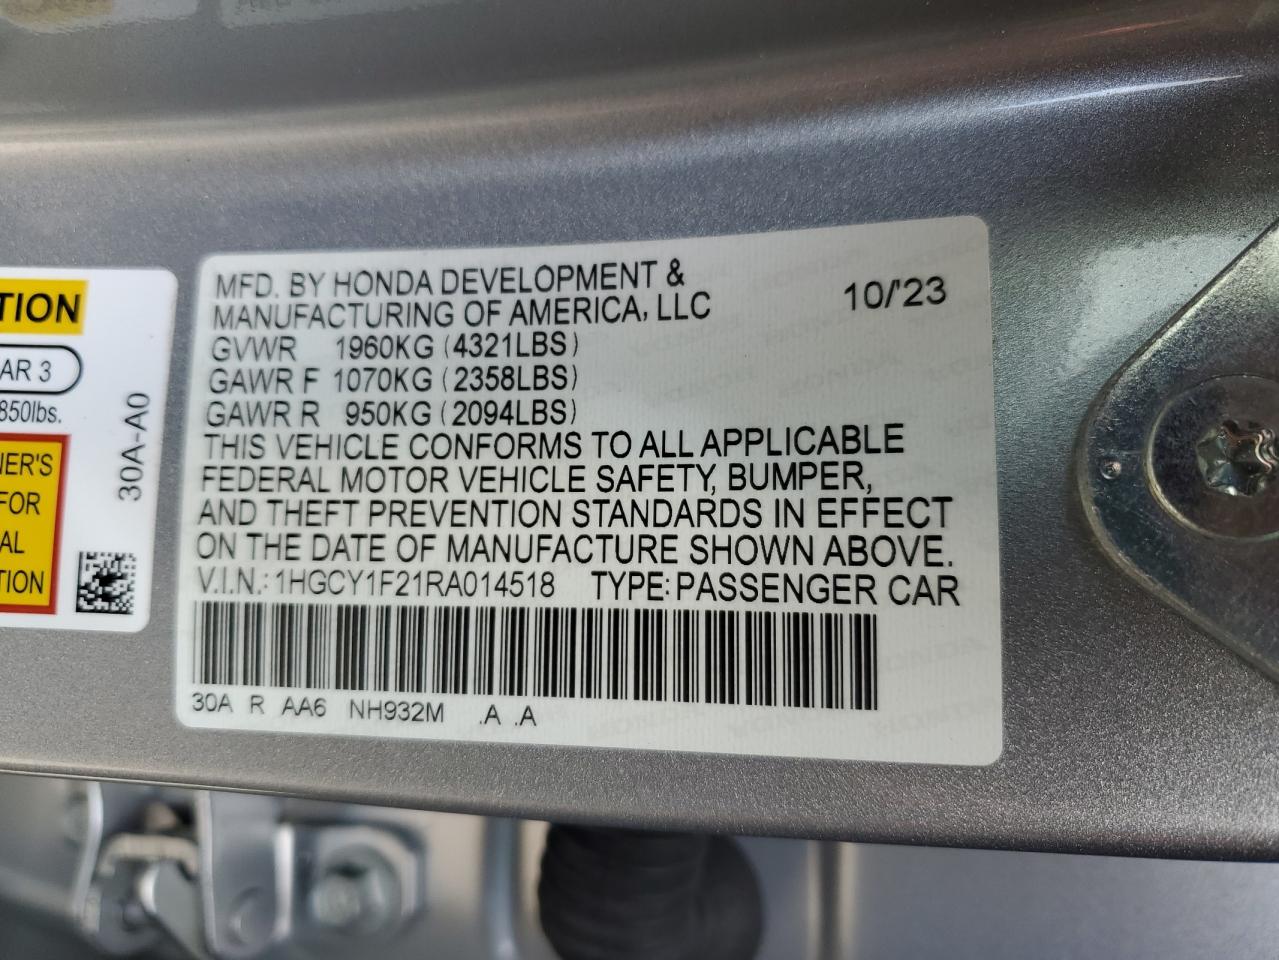 TION
AR 3
850lbs.
30A-A0
NER'S
FOR
AL
TION
MFD. BY HONDA DEVELOPMENT &
MANUFACTURING OF AMERICA, LLC 10/'23
GVWR 1960KG (4321LBS)
GAWR F 1070KG (2358LBS)
GAWR R 950KG (2094LBS)
THIS VEHICLE CONFORMS TO ALL APPLICABLE
FEDERAL MOTOR VEHICLE SAFETY, BUMPER,
AND THEFT PREVENTION STANDARDS IN EFFECT
ON THE DATE OF MANUFACTURE SHOWN ABOVE.
V.I.N.: 1HGCY1F21RA014518 TYPE: PASSENGER CAR
30A R AA6 NH932M .A .A